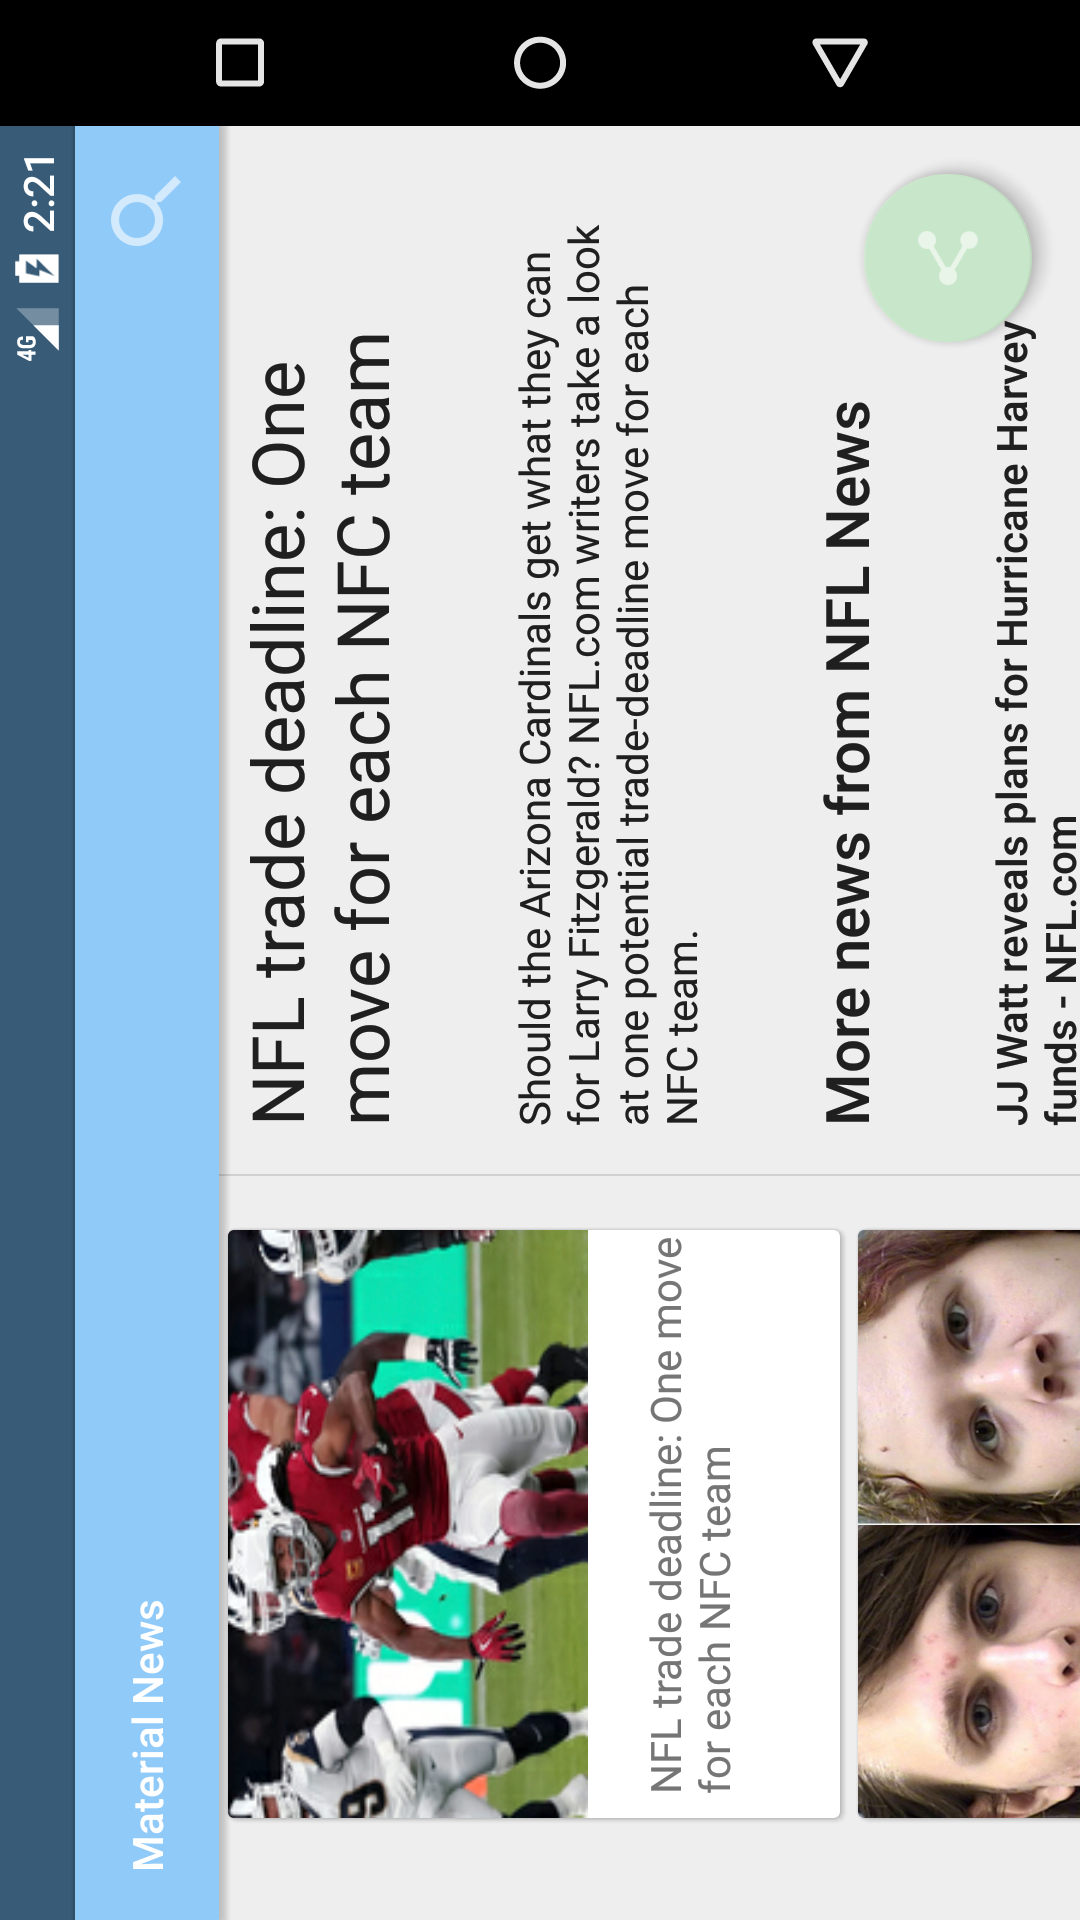 4G 2:21
Material News
NFL trade deadline: One move
for each NFC team
NFL trade deadline: One
move for each NFC team
Should the Arizona Cardinals get what they can
for Larry Fitzgerald? NFL.com writers take a look
at one potential trade-deadline move for each
NFC team.
More news from NFL News
JJ Watt reveals plans for Hurricane Harvey
funds - NFL.com